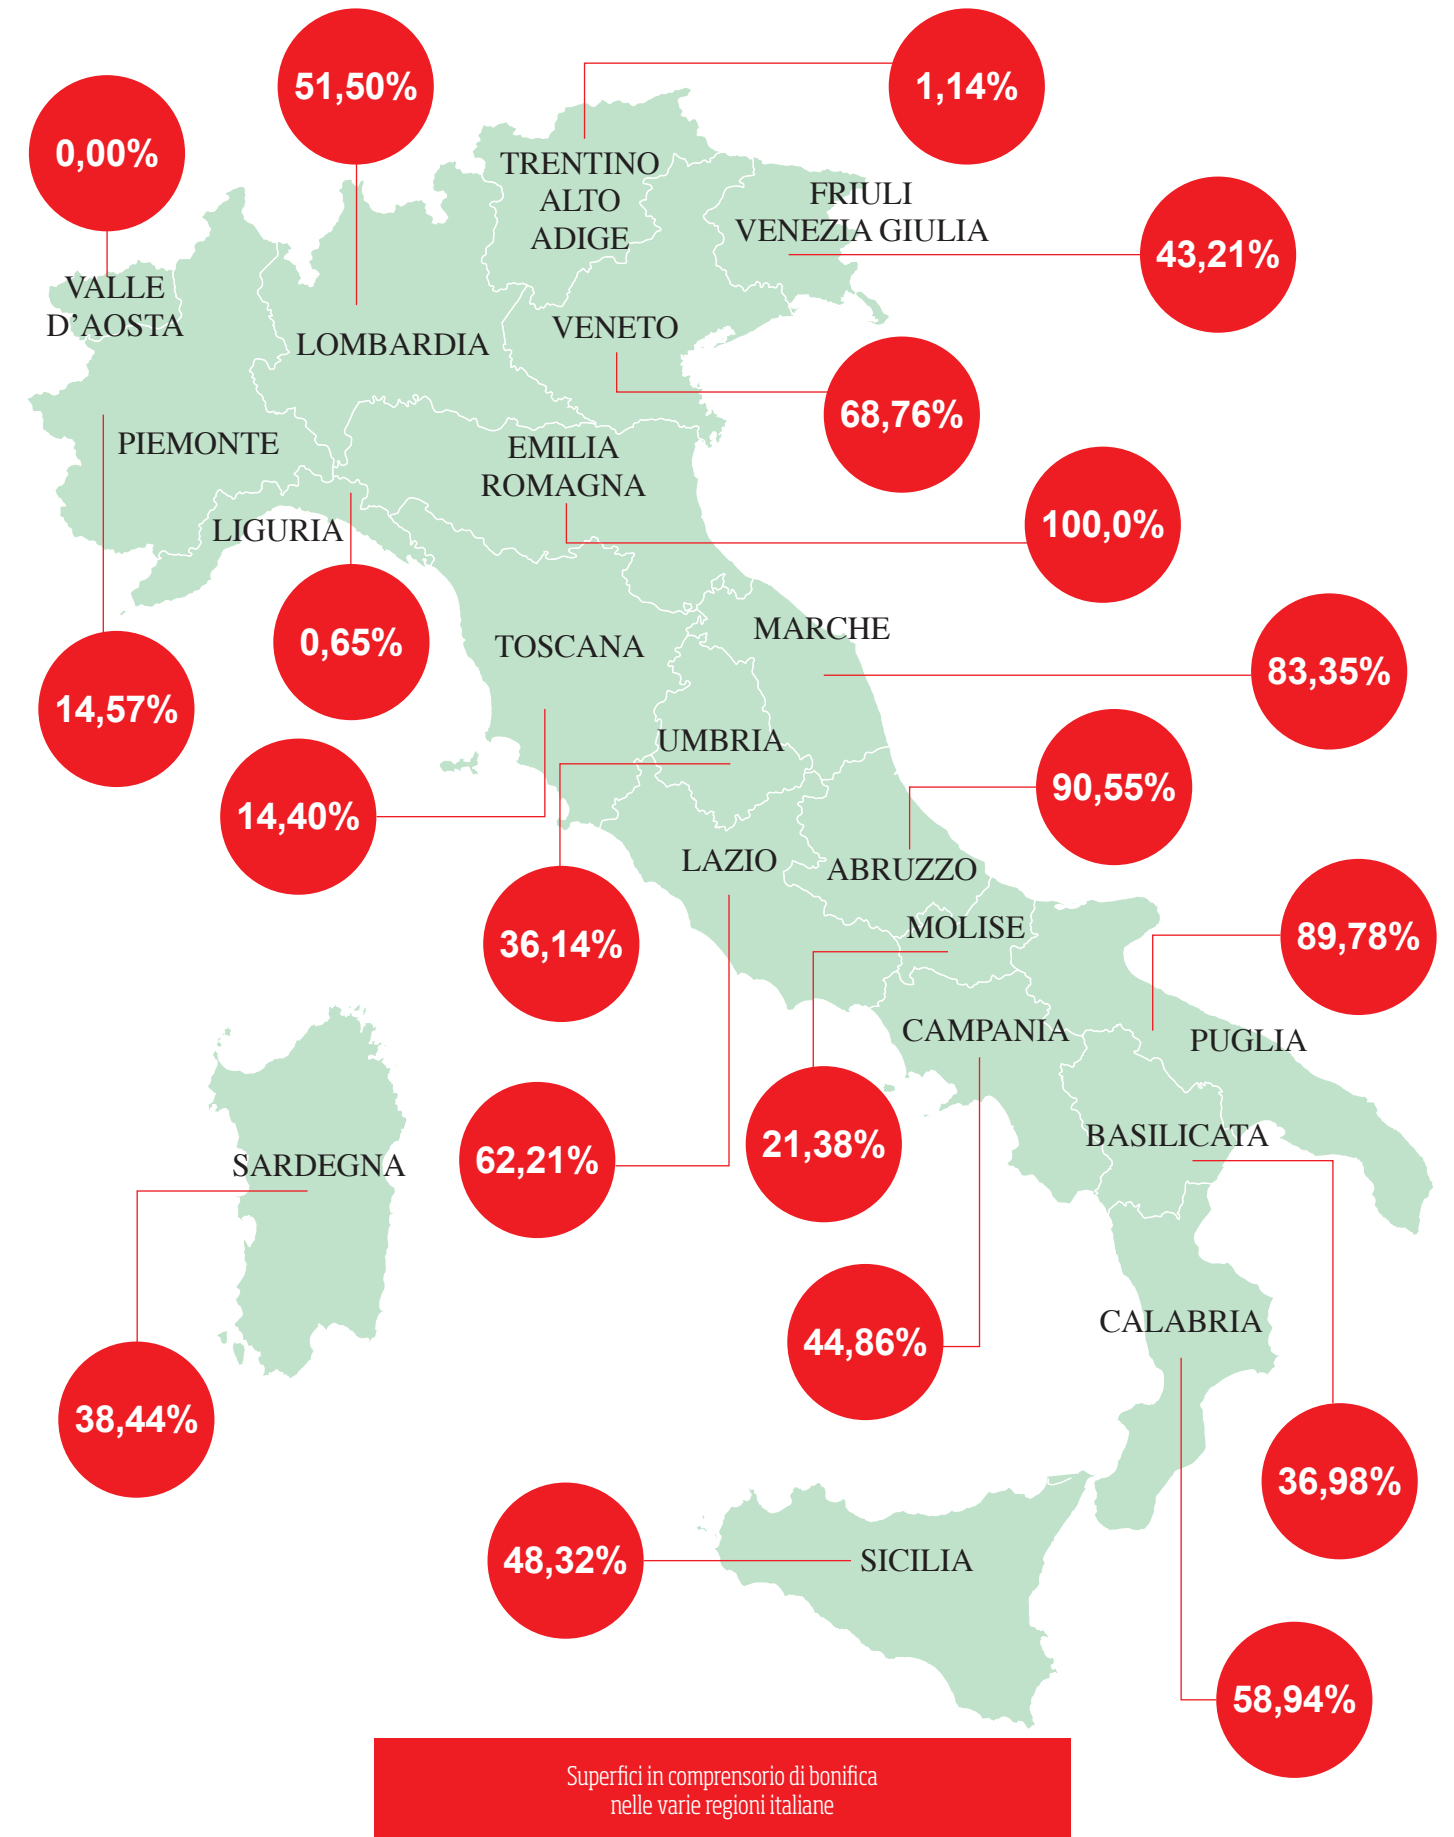 51,50%
1,14%
0,00%
TRENTINO
ALTO
ADIGE
FRIULI
VENEZIA GIULIA
43,21%
VALLE
D'AOSTA
LOMBARDIA
VENETO
68,76%
PIEMONTE
EMILIA
ROMAGNA
100,0%
LIGURIA
0,65%
TOSCANA
MARCHE
83,35%
14,57%
UMBRIA
90,55%
14,40%
LAZIO
ABRUZZO
MOLISE
36,14%
89,78%
CAMPANIA
PUGLIA
BASILICATA
21,38%
62,21%
SARDEGNA
CALABRIA
44,86%
38,44%
36,98%
48,32%
SICILIA
58,94%
Superfici in comprensorio di bonifica
nelle varie regioni italiane